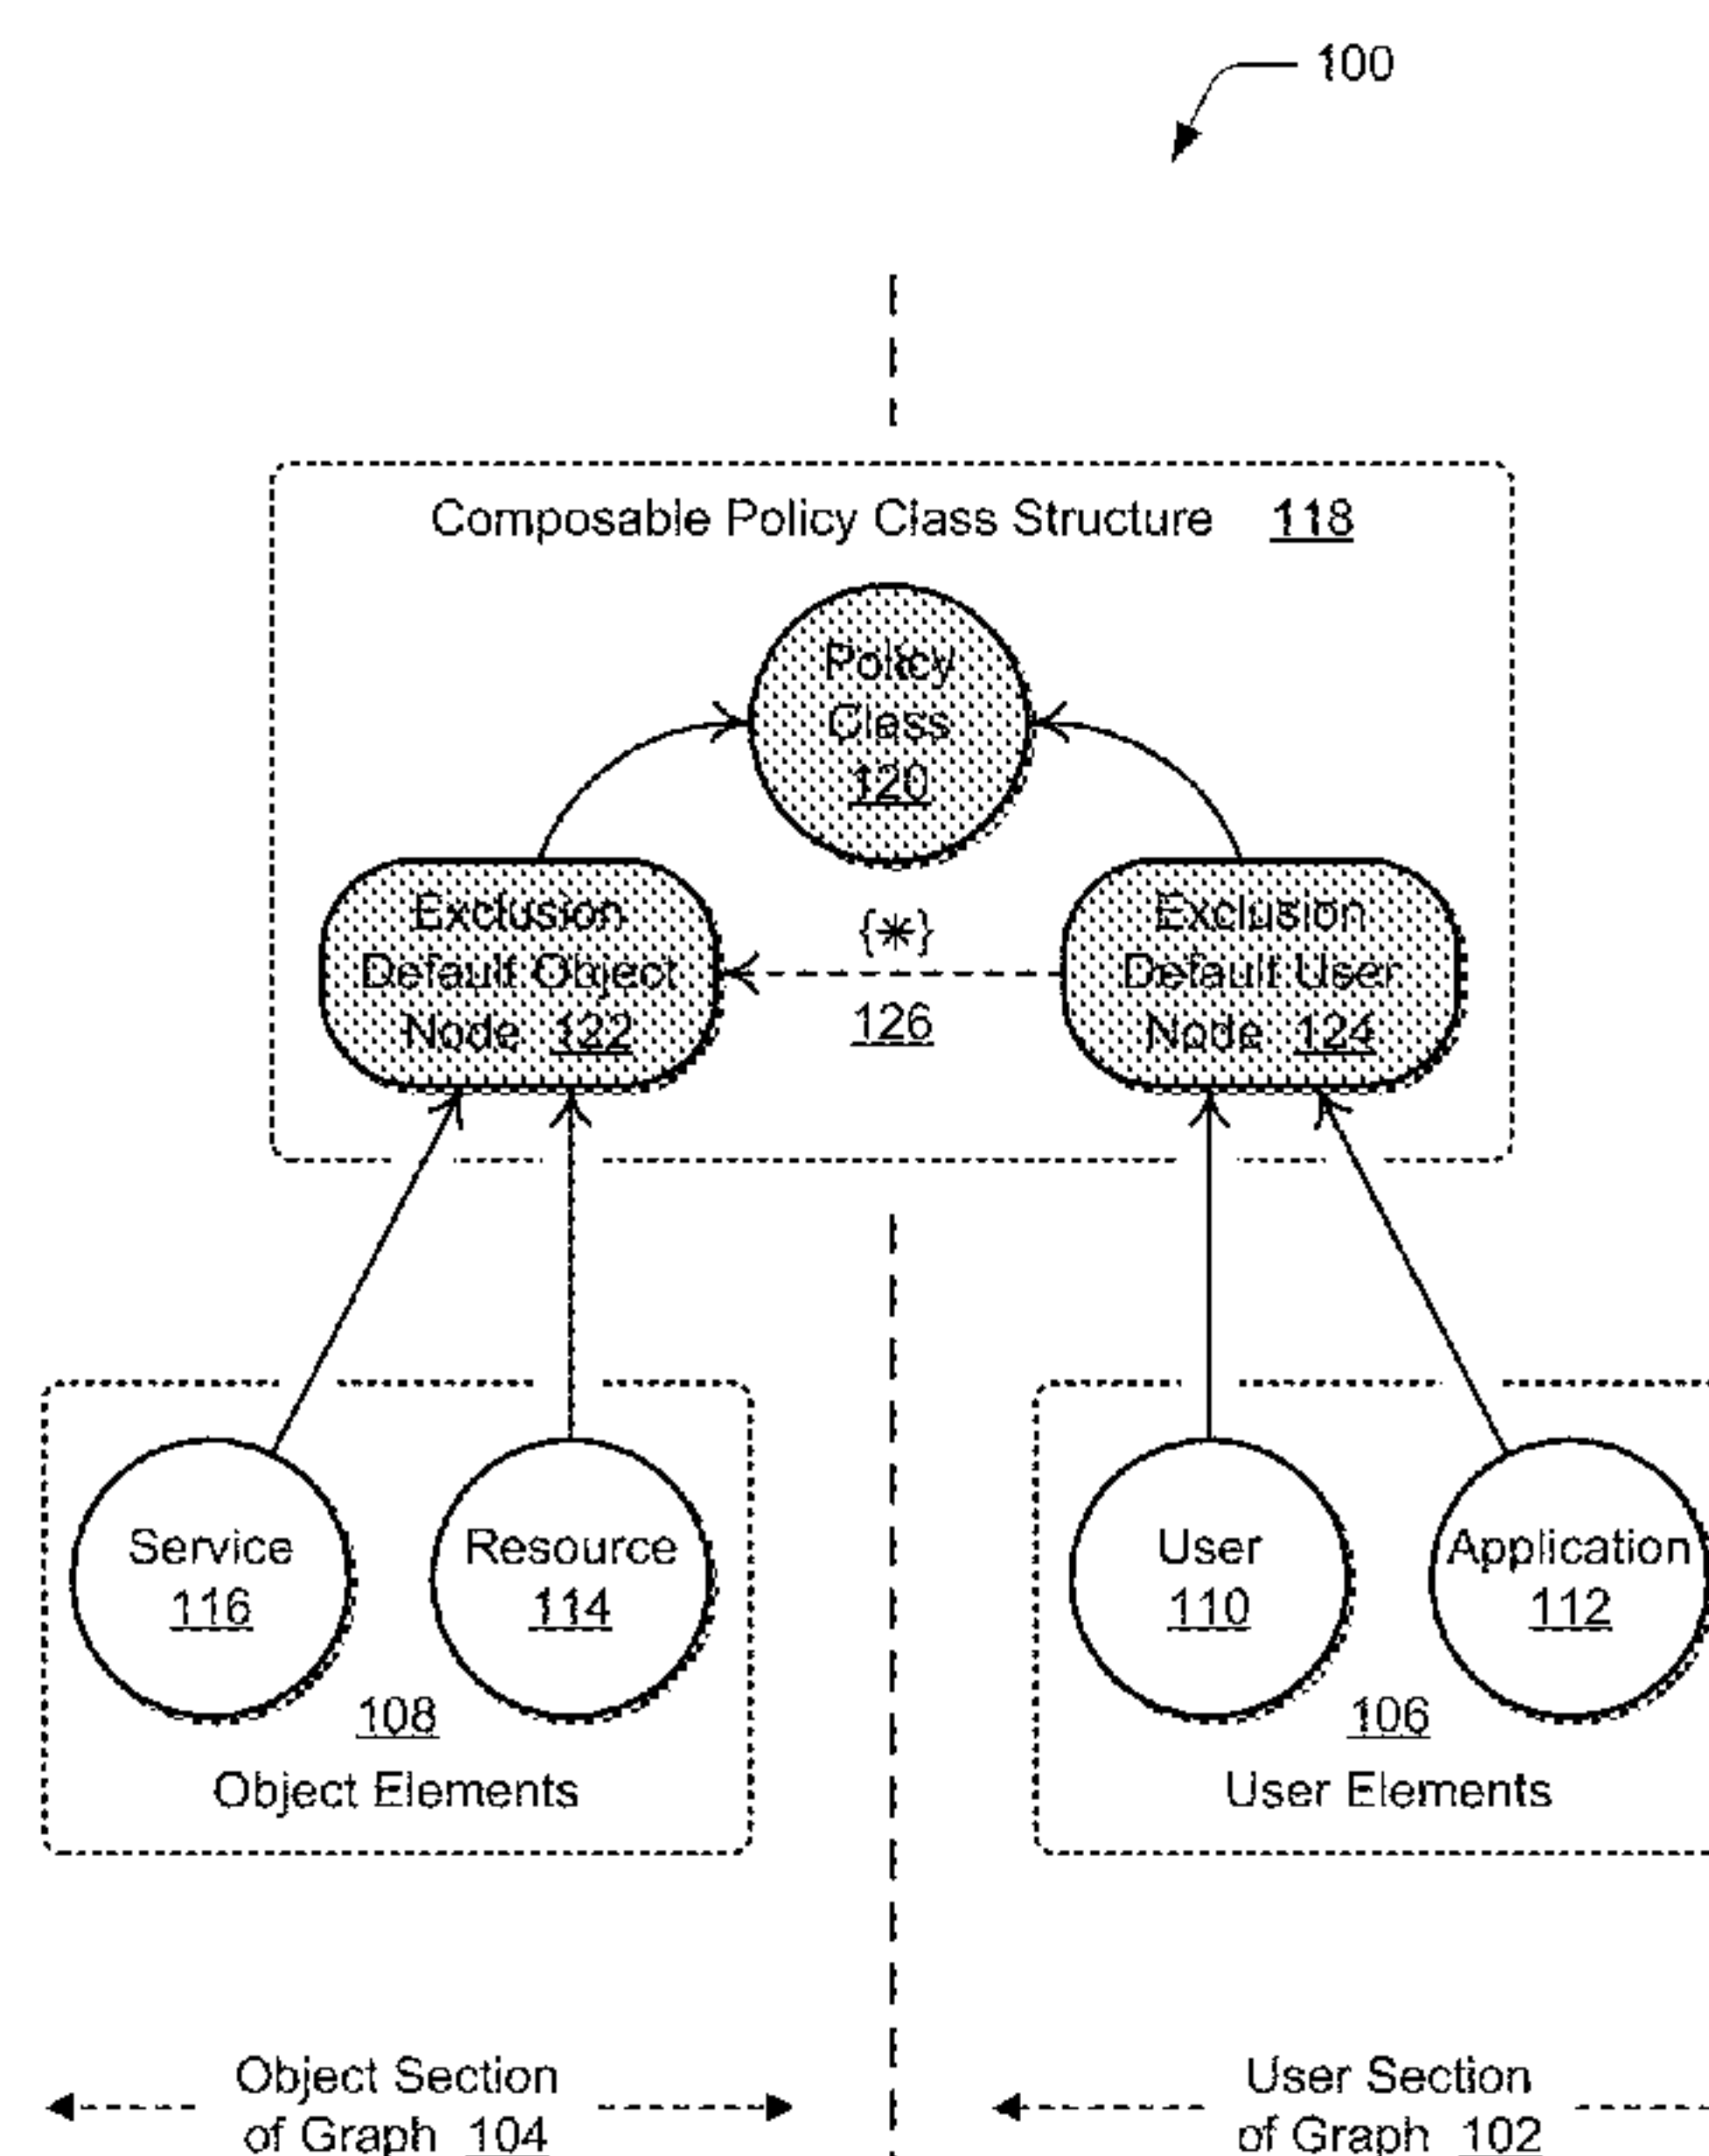 100
Composable Policy Class Structure 118
Policy
Class
120
Exclusion
Default Object
Node 122
{*}
126
Exclusion
Default User
Node 124
Service
116
Resource
114
108
Object Elements
User
110
Application
112
106
User Elements
Object Section
of Graph 104
User Section
of Graph 102